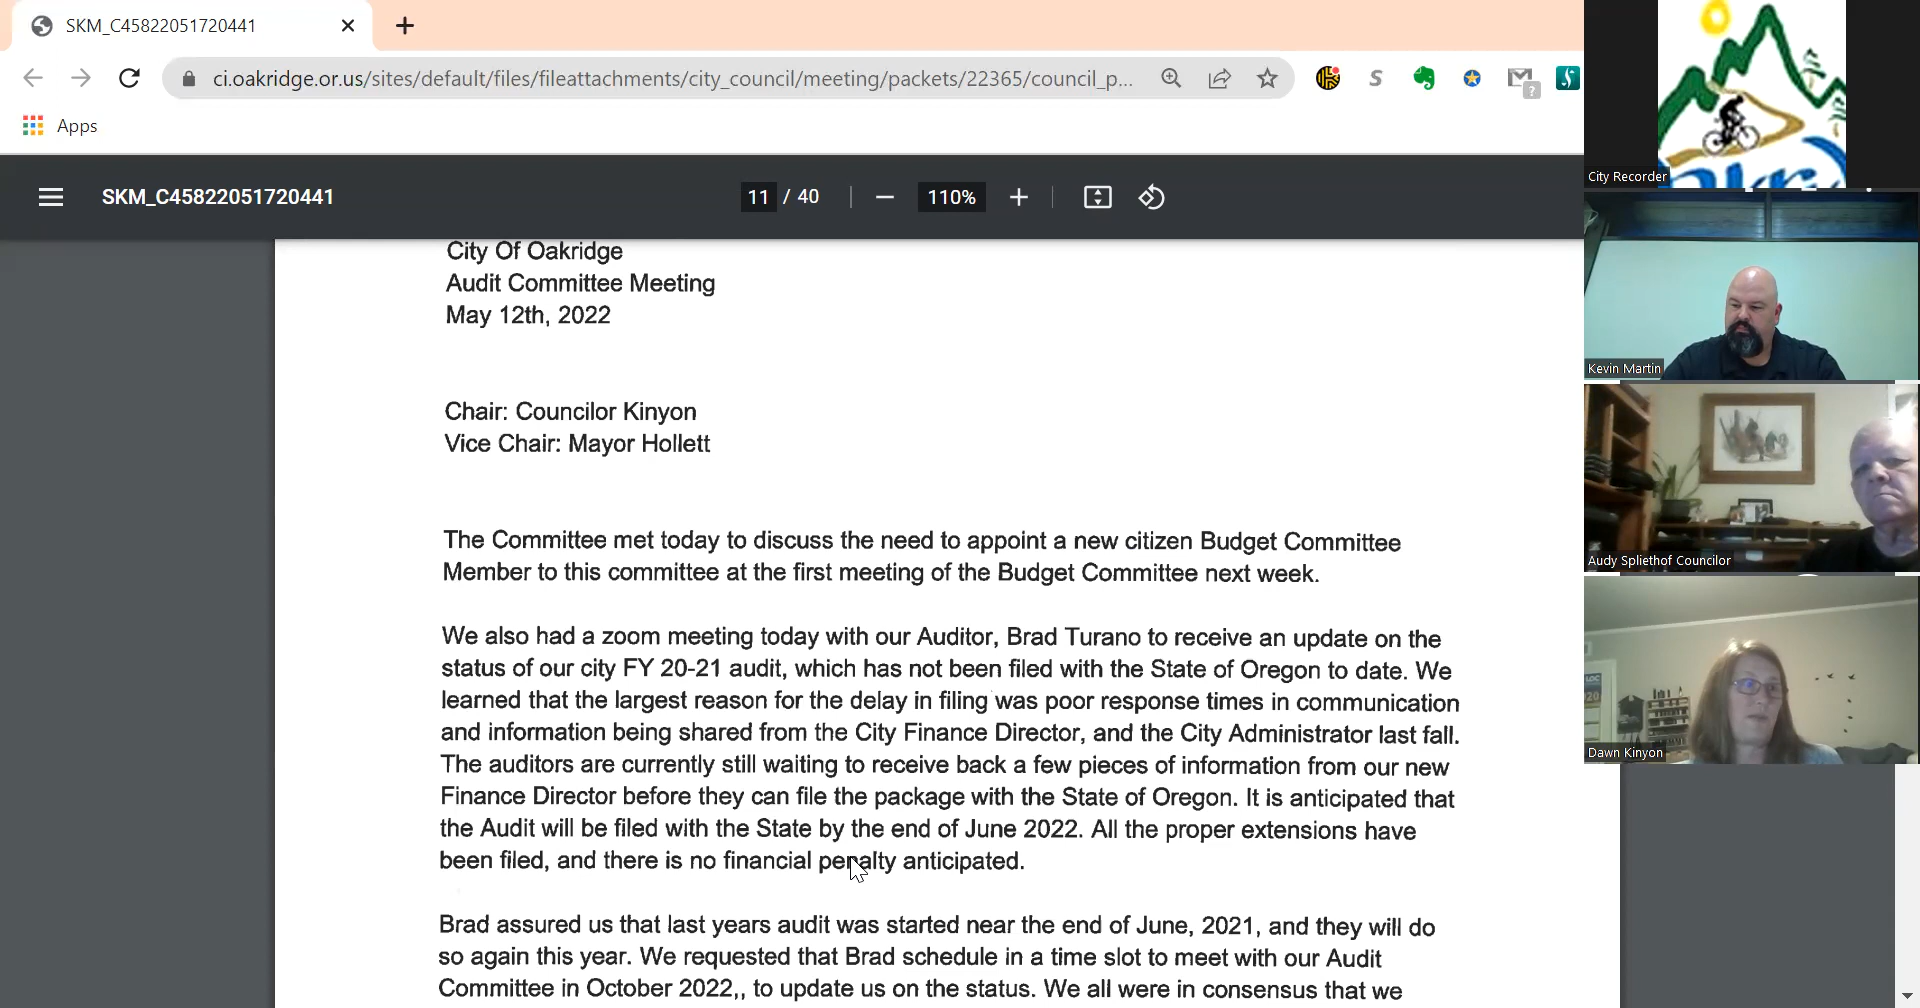 SKM_C45822051720441
ci.oakridge.or.us/sites/default/files/fileattachments/city_council/meeting/packets/22365/council_p...
Apps
SKM_C45822051720441
11 / 40
110%
City Of Oakridge
Audit Committee Meeting
May 12th, 2022
Chair: Councilor Kinyon
Vice Chair: Mayor Hollett
The Committee met today to discuss the need to appoint a new citizen Budget Committee
Member to this committee at the first meeting of the Budget Committee next week.
We also had a zoom meeting today with our Auditor, Brad Turano to receive an update on the
status of our city FY 20-21 audit, which has not been filed with the State of Oregon to date. We
learned that the largest reason for the delay in filing was poor response times in communication
and information being shared from the City Finance Director, and the City Administrator last fall.
The auditors are currently still waiting to receive back a few pieces of information from our new
Finance Director before they can file the package with the State of Oregon. It is anticipated that
the Audit will be filed with the State by the end of June 2022. All the proper extensions have
been filed, and there is no financial penalty anticipated.
Brad assured us that last years audit was started near the end of June, 2021, and they will do
so again this year. We requested that Brad schedule in a time slot to meet with our Audit
Committee in October 2022,, to update us on the status. We all were in consensus that we
City Recorder
Kevin Martin
Audy Spliethof Councilor
Dawn Kinyon